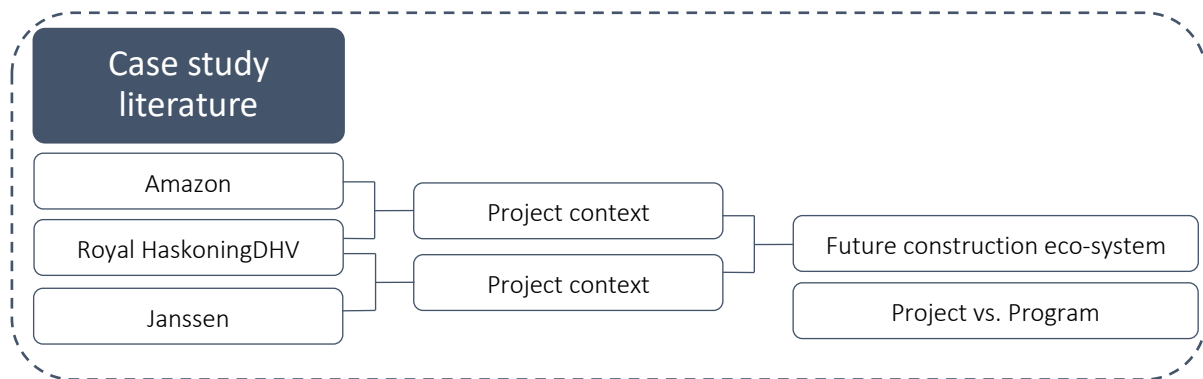 Case study
literature
Amazon
Royal HaskoningDHV
Janssen
Project context
Project context
Future construction eco-system
Project vs. Program